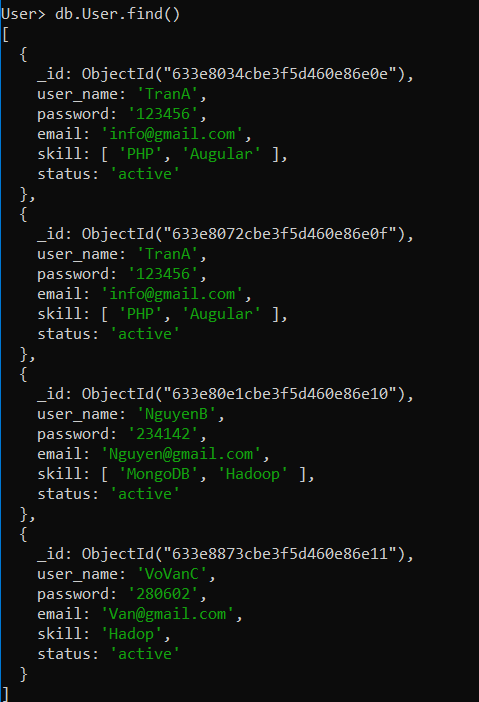 User> db.User.find()
[
  {
    _id: ObjectId("633e8034cbe3f5d460e86e0e"),
    user_name: 'TranA',
    password: '123456',
    email: 'info@gmail.com',
    skill: [ 'PHP', 'Augular' ],
    status: 'active'
  },
  {
    _id: ObjectId("633e8072cbe3f5d460e86e0f"),
    user_name: 'TranA',
    password: '123456',
    email: 'info@gmail.com',
    skill: [ 'PHP', 'Augular' ],
    status: 'active'
  },
  {
    _id: ObjectId("633e80e1cbe3f5d460e86e10"),
    user_name: 'NguyenB',
    password: '234142',
    email: 'Nguyen@gmail.com',
    skill: [ 'MongoDB', 'Hadoop' ],
    status: 'active'
  },
  {
    _id: ObjectId("633e8873cbe3f5d460e86e11"),
    user_name: 'VoVanC',
    password: '280602',
    email: 'Van@gmail.com',
    skill: 'Hadop',
    status: 'active'
  }
]